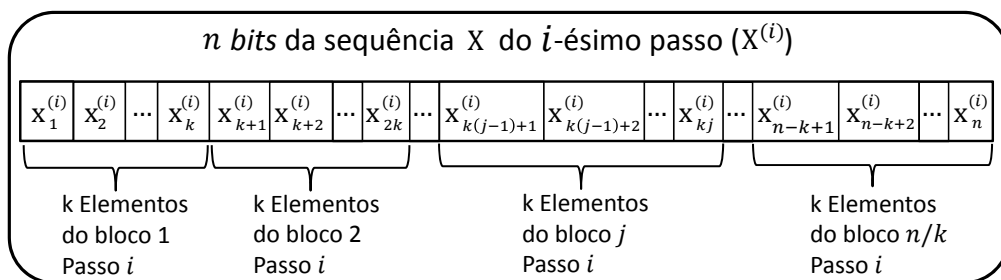 n bits da sequência X do i-ésimo passo (X^{(i)})
X_1^{(i)} X_2^{(i)} ... X_k^{(i)} X_{k+1}^{(i)} X_{k+2}^{(i)} ... X_{2k}^{(i)} ... X_{k(j-1)+1}^{(i)} X_{k(j-1)+2}^{(i)} ... X_{kj}^{(i)} ... X_{n-k+1}^{(i)} X_{n-k+2}^{(i)} ... X_n^{(i)}
k Elementos
do bloco 1
Passo i
k Elementos
do bloco 2
Passo i
k Elementos
do bloco j
Passo i
k Elementos
do bloco n/k
Passo i